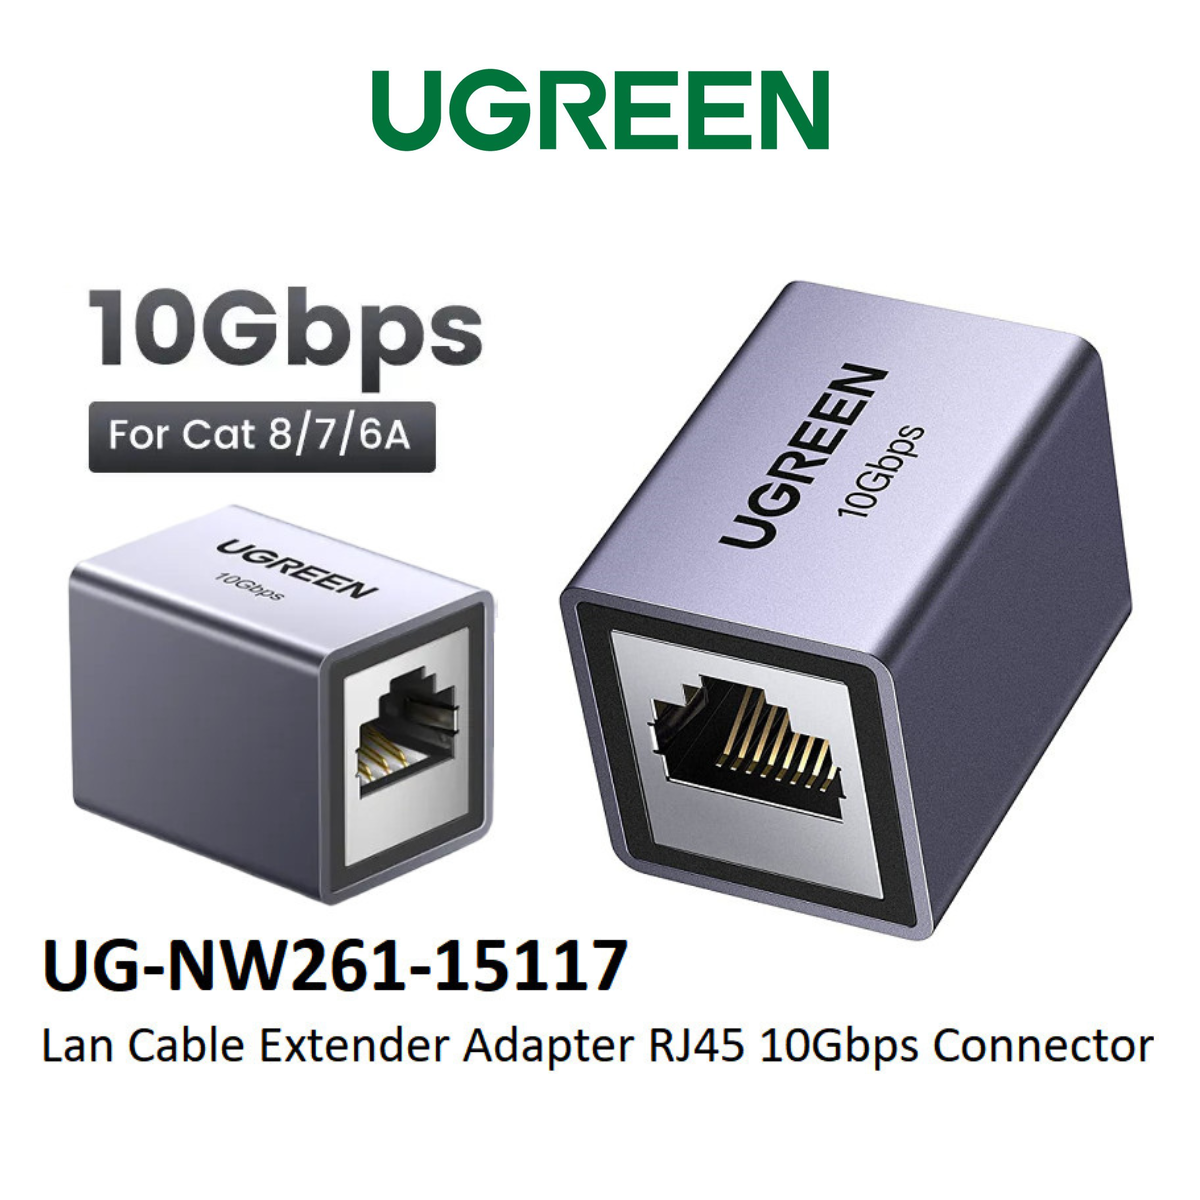 UGREEN
10Gbps
For Cat 8/7/6A
UGREEN
10Gbps
UGREEN
10Gbps
UG-NW261-15117
Lan Cable Extender Adapter RJ45 10Gbps Connector